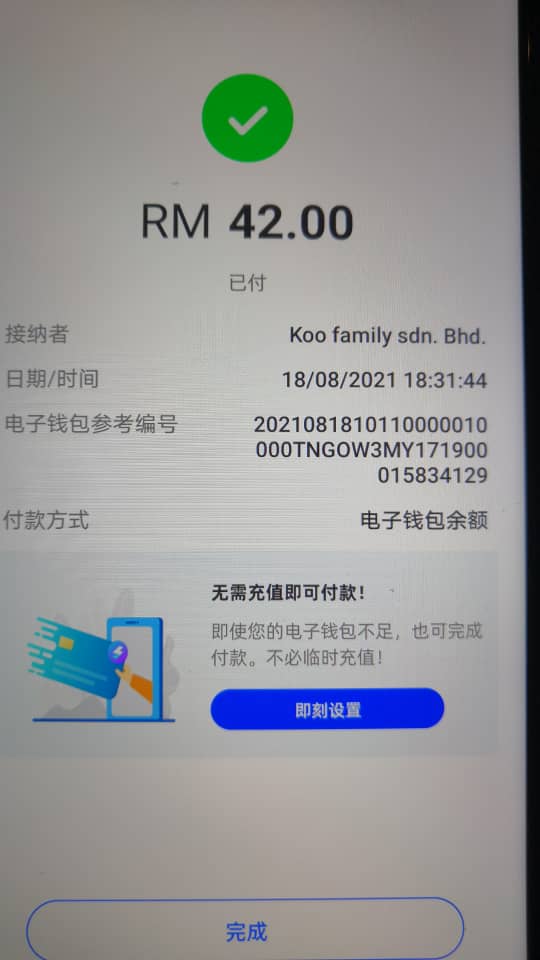 RM 42.00
已付
接纳者 Koo family sdn. Bhd.
日期/时间 18/08/2021 18:31:44
电子钱包参考编号 2021081810110000010
000TNGOW3MY171900
015834129
付款方式 电子钱包余额
无需充值即可付款！
即使您的电子钱包不足，也可完成
付款。不必临时充值！
即刻设置
完成